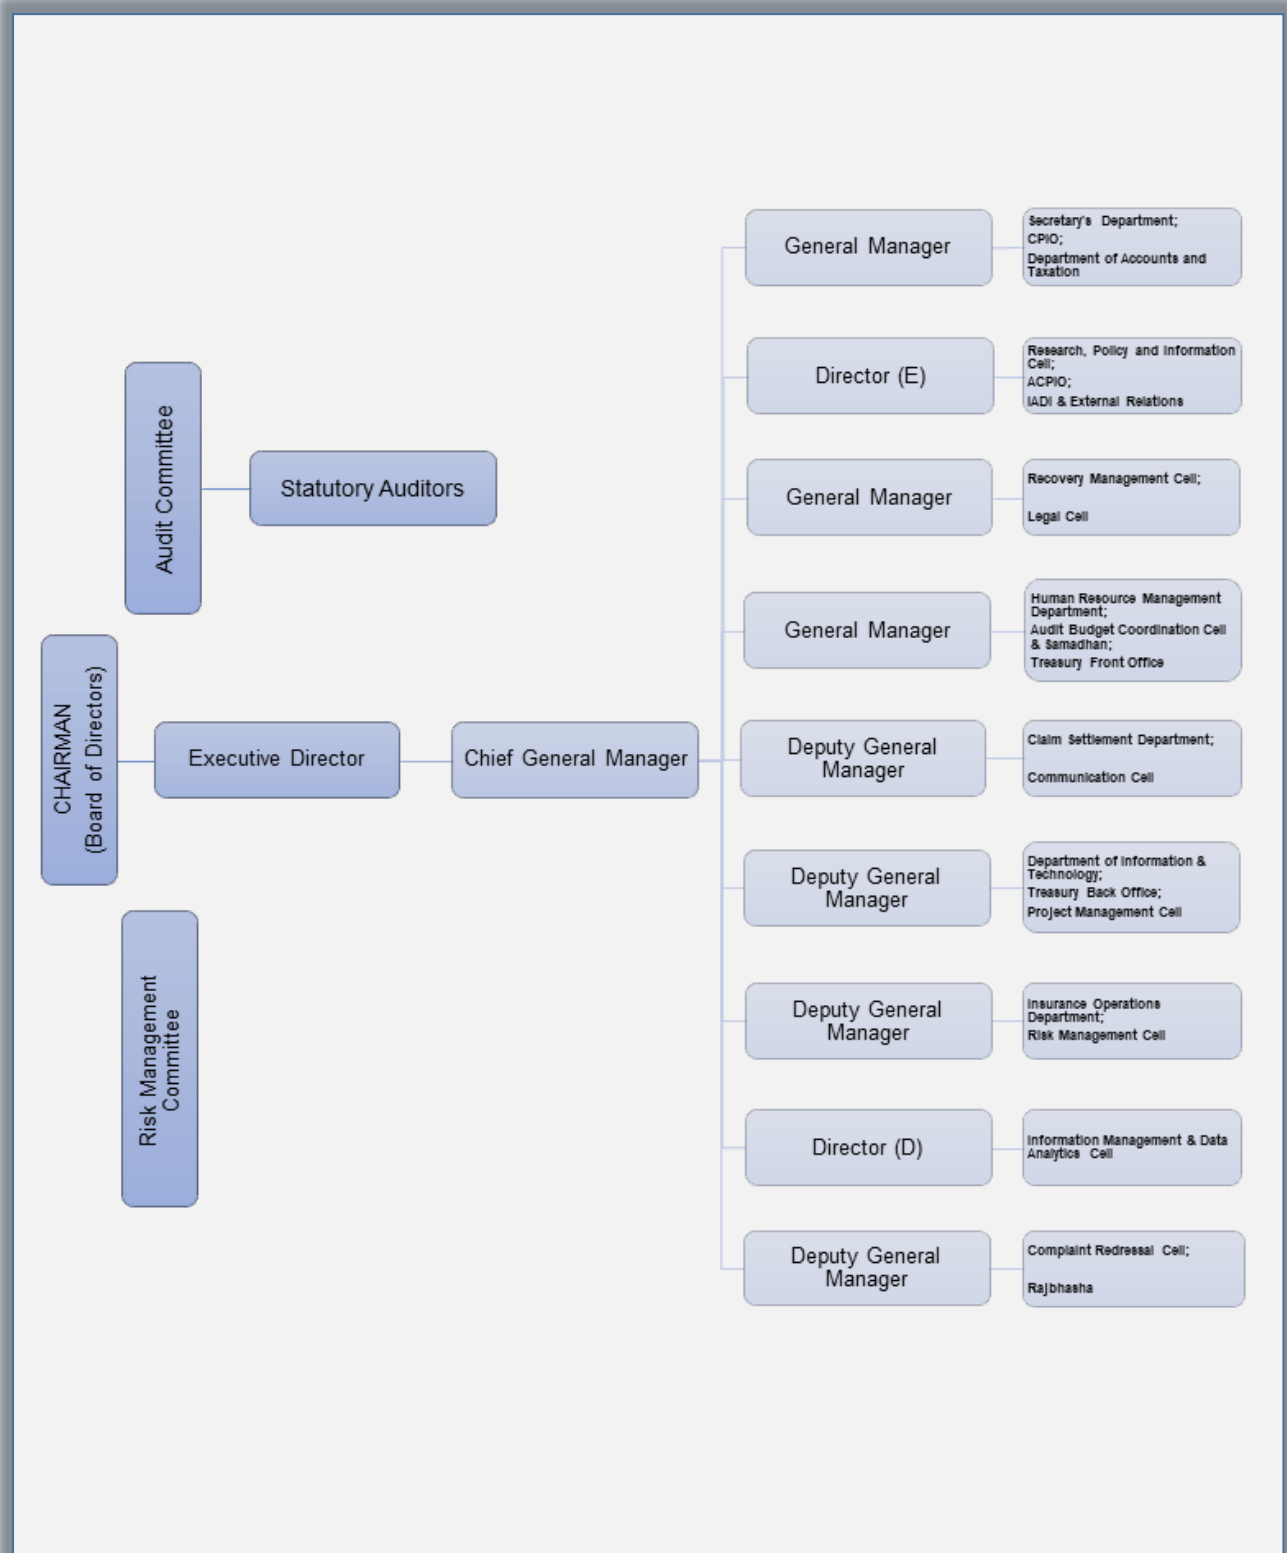 Audit Committee
Statutory Auditors
CHAIRMAN
(Board of Directors)
Executive Director
Chief General Manager
Risk Management
Committee
General Manager
Secretary's Department;
CPIO;
Department of Accounts and
Taxation
Director (E)
Research, Policy and Information
Cell;
ACPIO;
IADI & External Relations
General Manager
Recovery Management Cell;
Legal Cell
General Manager
Human Resource Management
Department;
Audit Budget Coordination Cell
& Samadhan;
Treasury Front Office
Deputy General
Manager
Claim Settlement Department;
Communication Cell
Deputy General
Manager
Department of Information &
Technology;
Treasury Back Office;
Project Management Cell
Deputy General
Manager
Insurance Operations
Department;
Risk Management Cell
Director (D)
Information Management & Data
Analytics Cell
Deputy General
Manager
Complaint Redressal Cell;
Rajbhasha